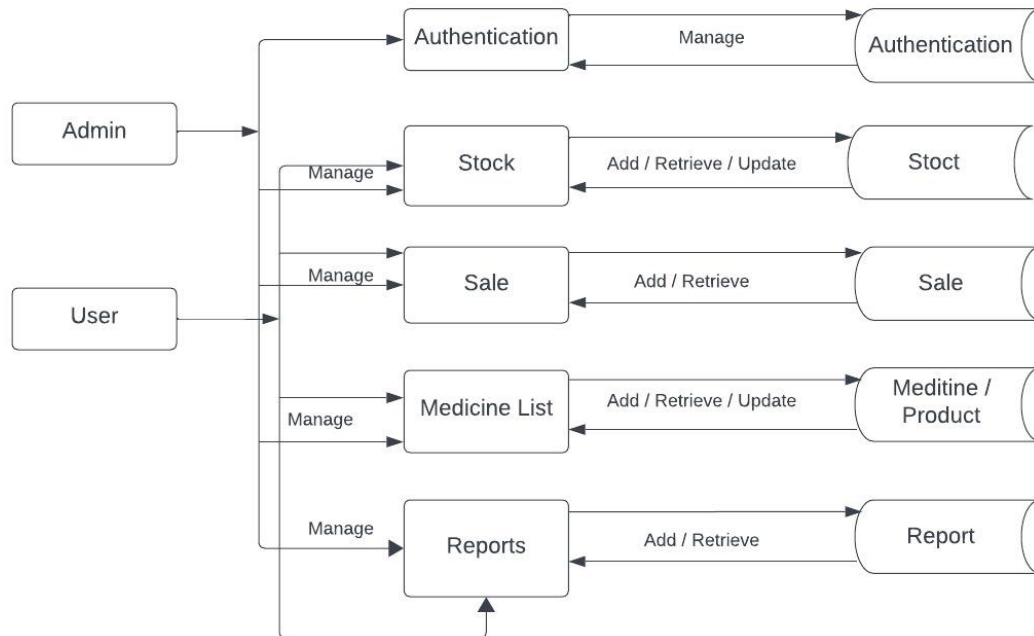 Authentication
Manage
Authentication
Admin
Manage
Stock
Add / Retrieve / Update
Stoct
User
Manage
Sale
Add / Retrieve
Sale
Manage
Medicine List
Add / Retrieve / Update
Meditine /
Product
Manage
Reports
Add / Retrieve
Report